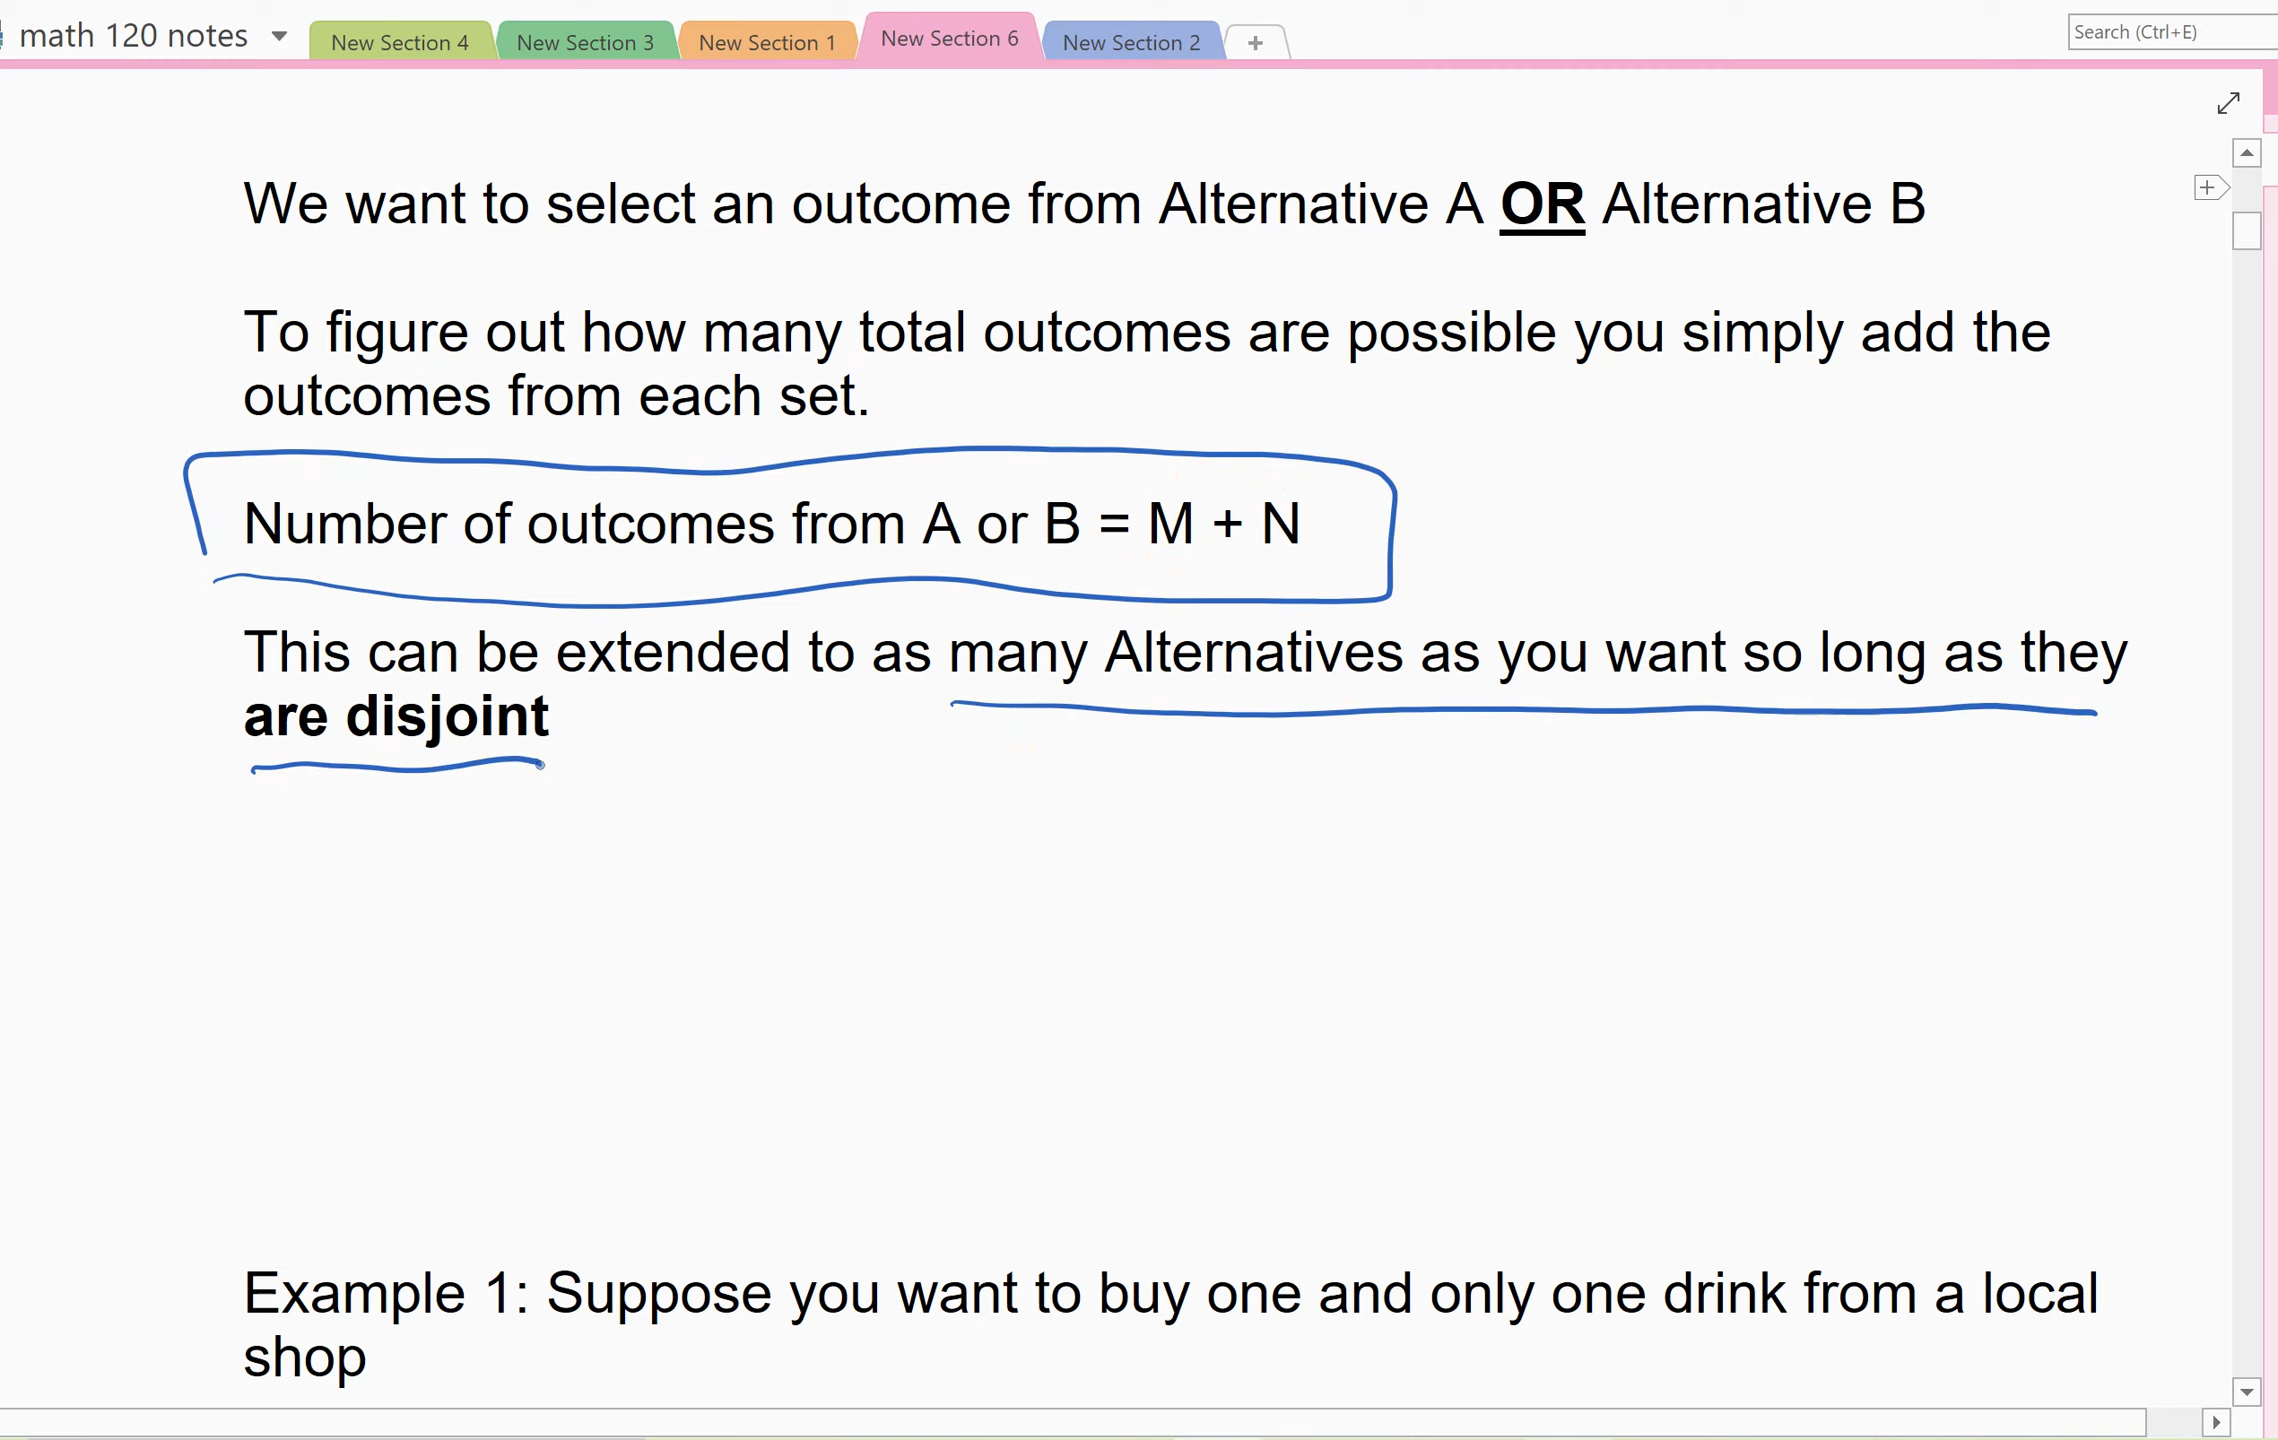 math 120 notes New Section 4 New Section 3 New Section 1 New Section 6 New Section 2 + Search (Ctrl+E)
We want to select an outcome from Alternative A OR Alternative B
To figure out how many total outcomes are possible you simply add the
outcomes from each set.
Number of outcomes from A or B = M + N
This can be extended to as many Alternatives as you want so long as they
are disjoint
Example 1: Suppose you want to buy one and only one drink from a local
shop